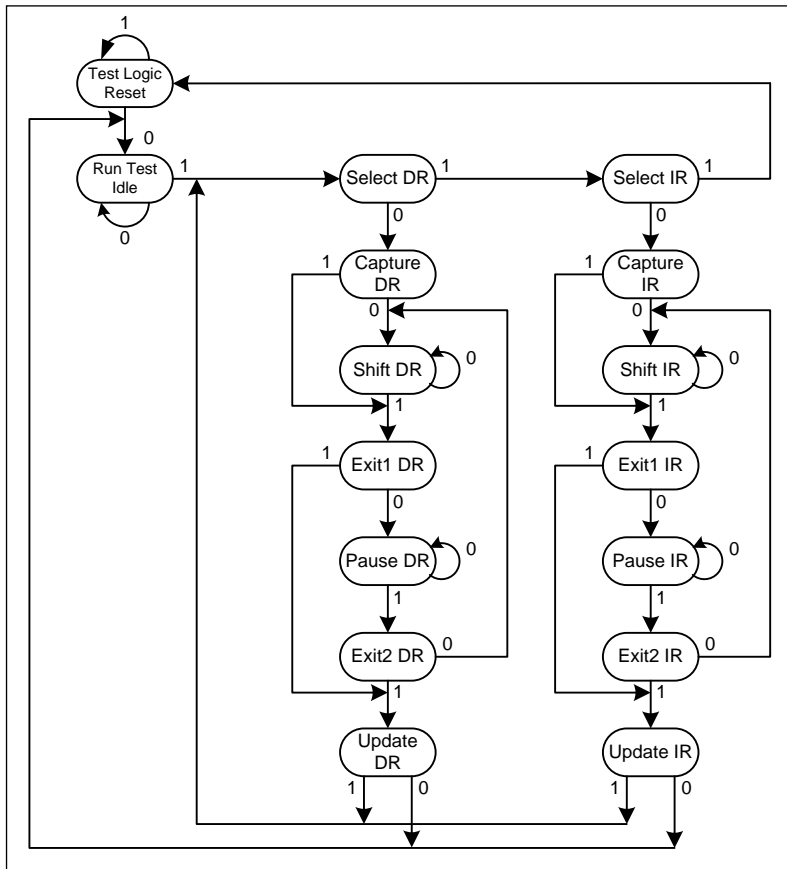 1
Test Logic
Reset
0
Run Test
Idle
1
0
Select DR
1
Select IR
1
0
0
1
Capture
DR
0
1
Capture
IR
0
Shift DR
0
1
Shift IR
0
1
1
Exit1 DR
0
1
Exit1 IR
0
Pause DR
0
1
Pause IR
0
1
Exit2 DR
0
1
Exit2 IR
0
1
Update
DR
1
0
Update IR
1
0